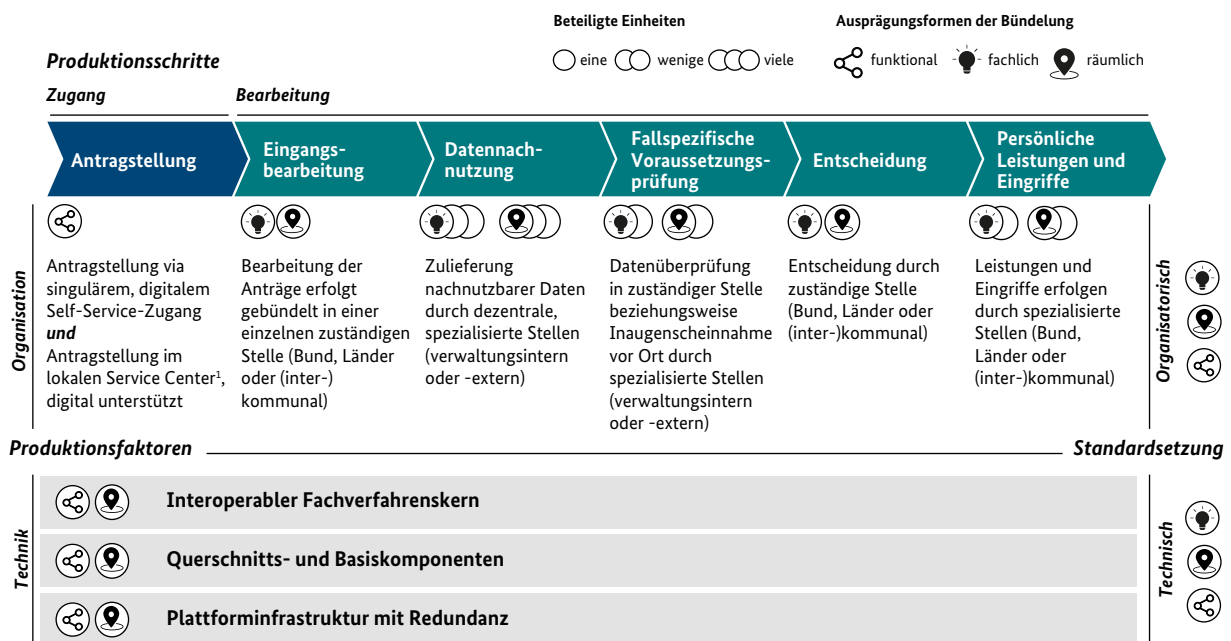 Beteiligte Einheiten
Ausprägungsformen der Bündelung
eine wenige viele
funktional fachlich räumlich
Produktionsschritte
Zugang
Bearbeitung
Antragstellung
Eingangs-
bearbeitung
Datennach-
nutzung
Fallspezifische
Voraussetzungs-
prüfung
Entscheidung
Persönliche
Leistungen und
Eingriffe
Organisation
Antragstellung via
singulärem, digitalem
Self-Service-Zugang
und
Antragstellung im
lokalen Service Center¹,
digital unterstützt
Bearbeitung der
Anträge erfolgt
gebündelt in einer
einzelnen zuständigen
Stelle (Bund, Länder
oder (inter-)
kommunal)
Zulieferung
nachnutzbarer Daten
durch dezentrale,
spezialisierte Stellen
(verwaltungsintern
oder -extern)
Datenüberprüfung
in zuständiger Stelle
beziehungsweise
Inaugenscheinnahme
vor Ort durch
spezialisierte Stellen
(verwaltungsintern
oder -extern)
Entscheidung durch
zuständige Stelle
(Bund, Länder oder
(inter-)kommunal)
Leistungen und
Eingriffe erfolgen
durch spezialisierte
Stellen (Bund,
Länder oder
(inter-)kommunal)
Organisatorisch
Produktionsfaktoren
Standardsetzung
Technik
Interoperabler Fachverfahrenskern
Querschnitts- und Basiskomponenten
Plattforminfrastruktur mit Redundanz
Technisch